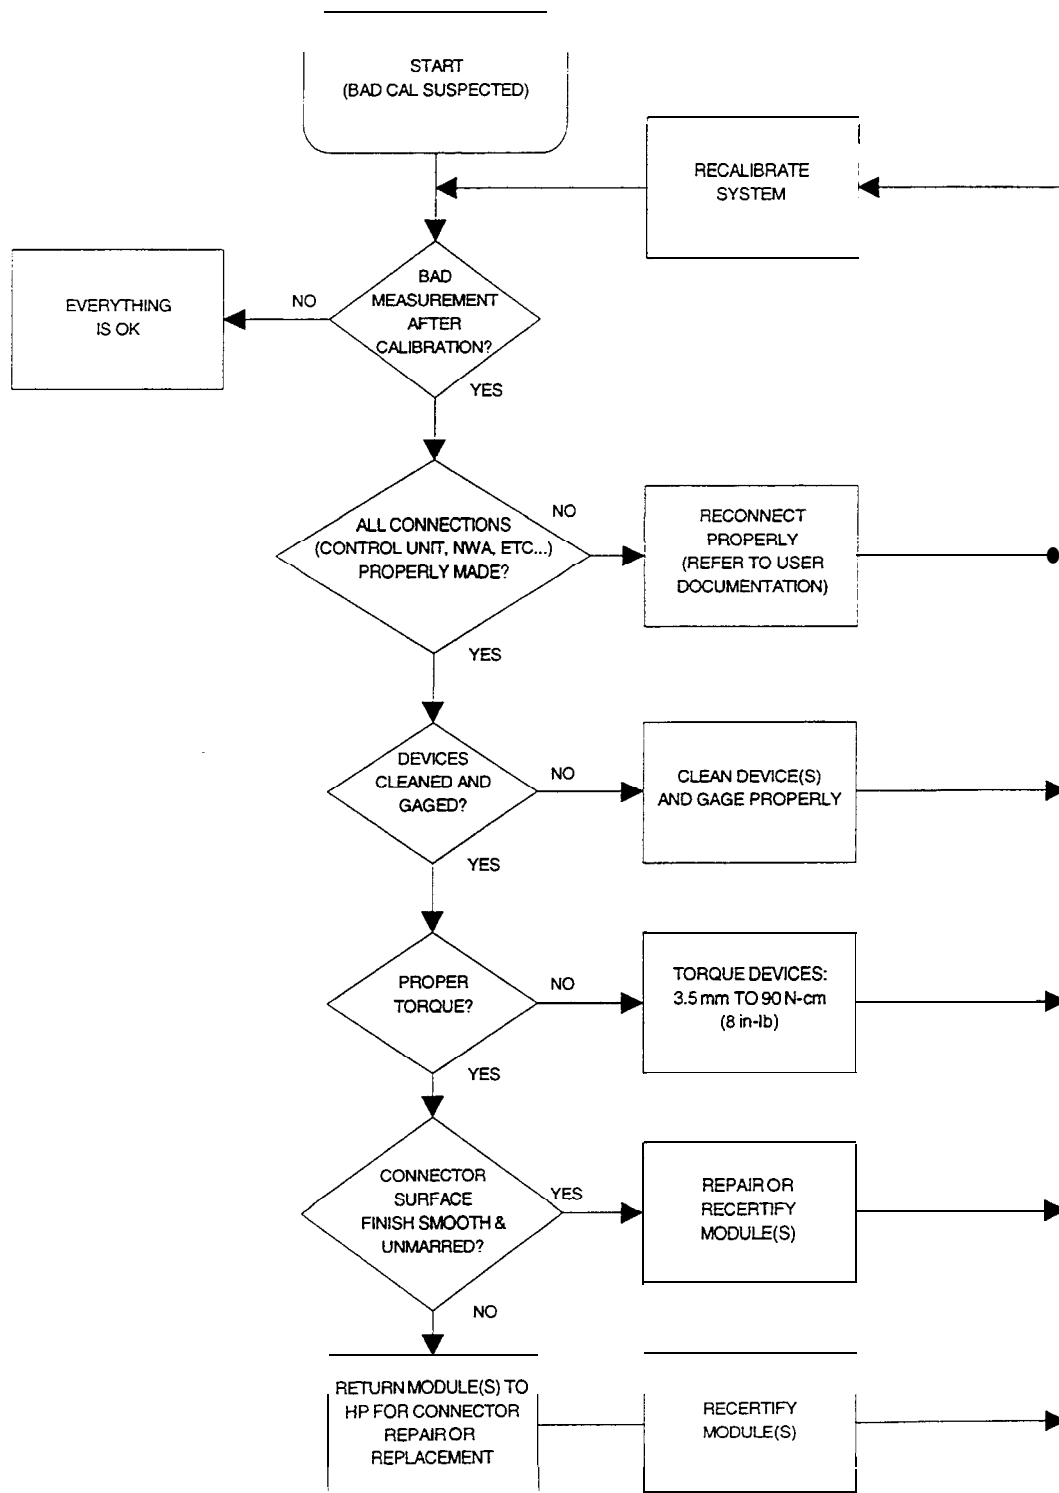 START
(BAD CAL SUSPECTED)
RECALIBRATE
SYSTEM
BAD
MEASUREMENT
AFTER
CALIBRATION?
NO
EVERYTHING
IS OK
YES
ALL CONNECTIONS
(CONTROL UNIT, NWA, ETC...)
PROPERLY MADE?
NO
RECONNECT
PROPERLY
(REFER TO USER
DOCUMENTATION)
YES
DEVICES
CLEANED AND
GAGED?
NO
CLEAN DEVICE(S)
AND GAGE PROPERLY
YES
PROPER
TORQUE?
NO
TORQUE DEVICES:
3.5 mm TO 90 N-cm
(8 in-lb)
YES
CONNECTOR
SURFACE
FINISH SMOOTH &
UNMARRED?
YES
REPAIR OR
RECERTIFY
MODULE(S)
NO
RETURN MODULE(S) TO
HP FOR CONNECTOR
REPAIR OR
REPLACEMENT
RECERTIFY
MODULE(S)